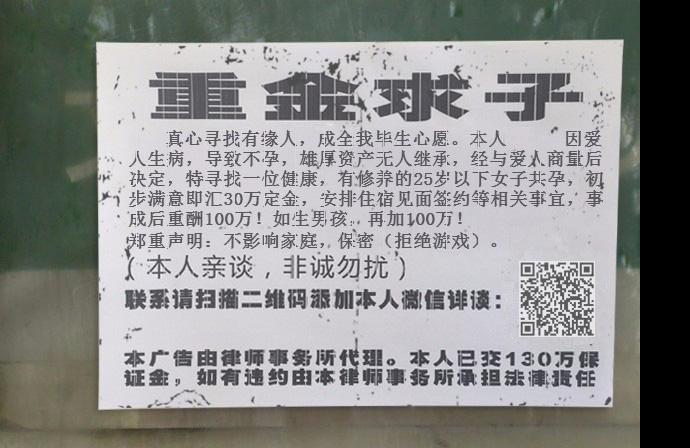 重金求子
真心寻找有缘人，成全我毕生心愿。本人 因爱
人生病，导致不孕，雄厚资产无人继承，经与爱人商量后
决定，特寻找一位健康，有修养的25岁以下女子共孕，初
步满意即汇30万定金，安排住宿见面签约等相关事宜，事
成后重酬100万！如生男孩，再加100万！
郑重声明：不影响家庭，保密（拒绝游戏）。
（本人亲谈，非诚勿扰）
联系请扫描二维码添加本人微信详谈：
本广告由律师事务所代理。本人已交130万保
证金，如有违约由本律师事务所承担法律责任